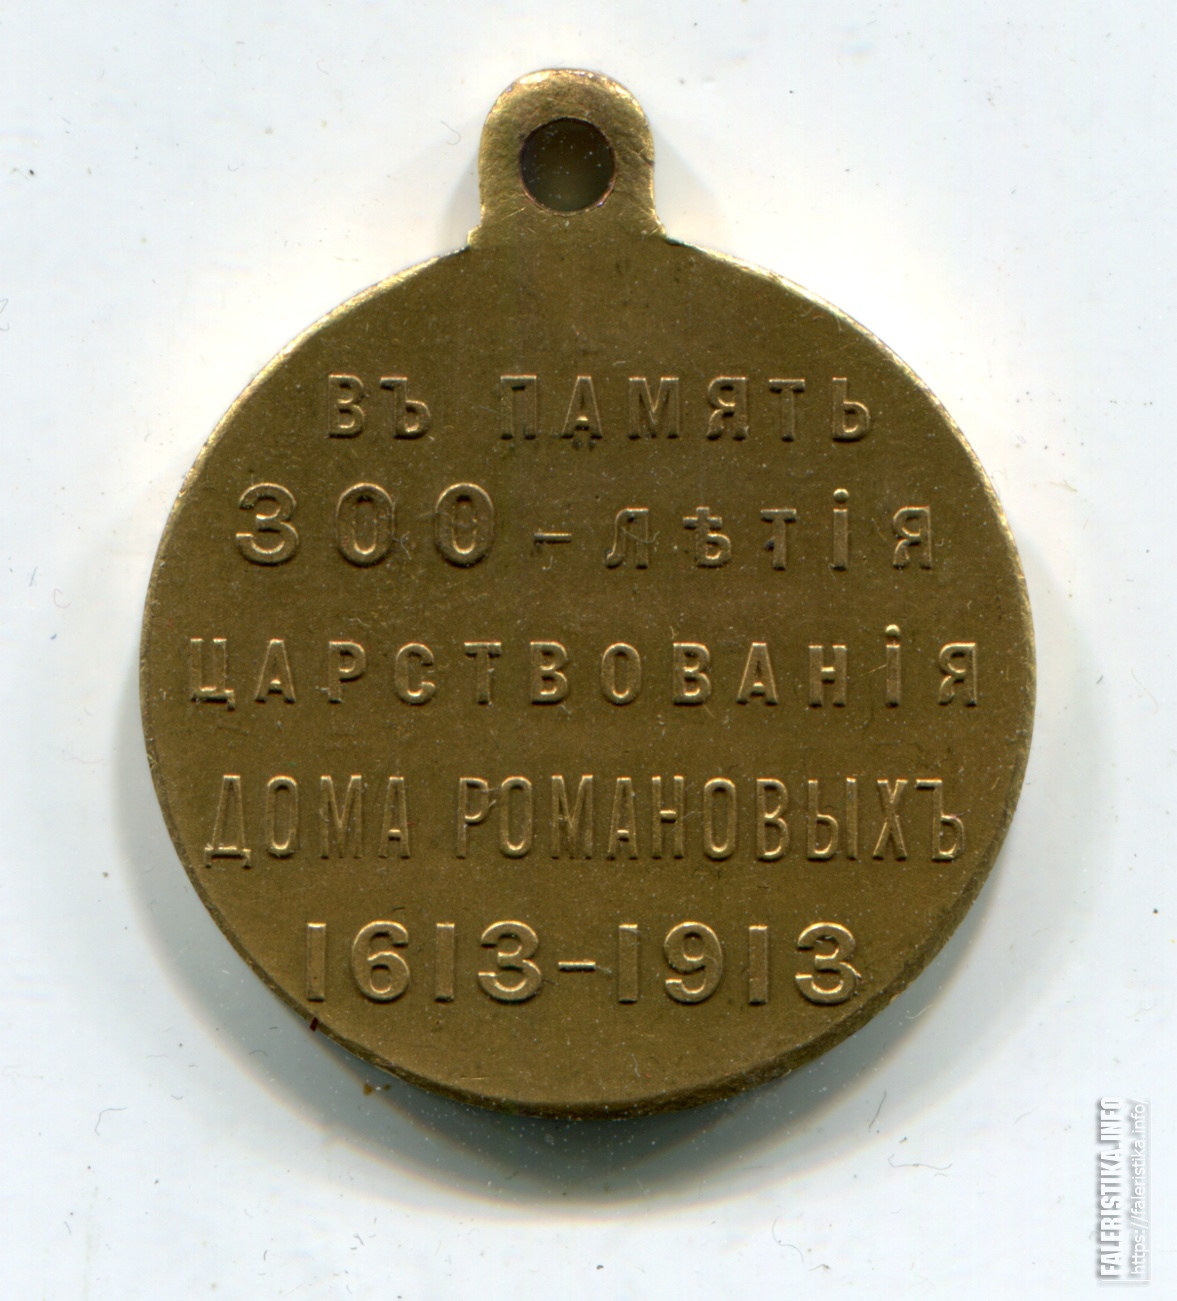 ВЪ ПАМЯТЬ
300-лѣтія
ЦАРСТВОВАНІЯ
ДОМА РОМАНОВЫХЪ
1613-1913
FALERISTIKA.INFO
https://faleristika.info/